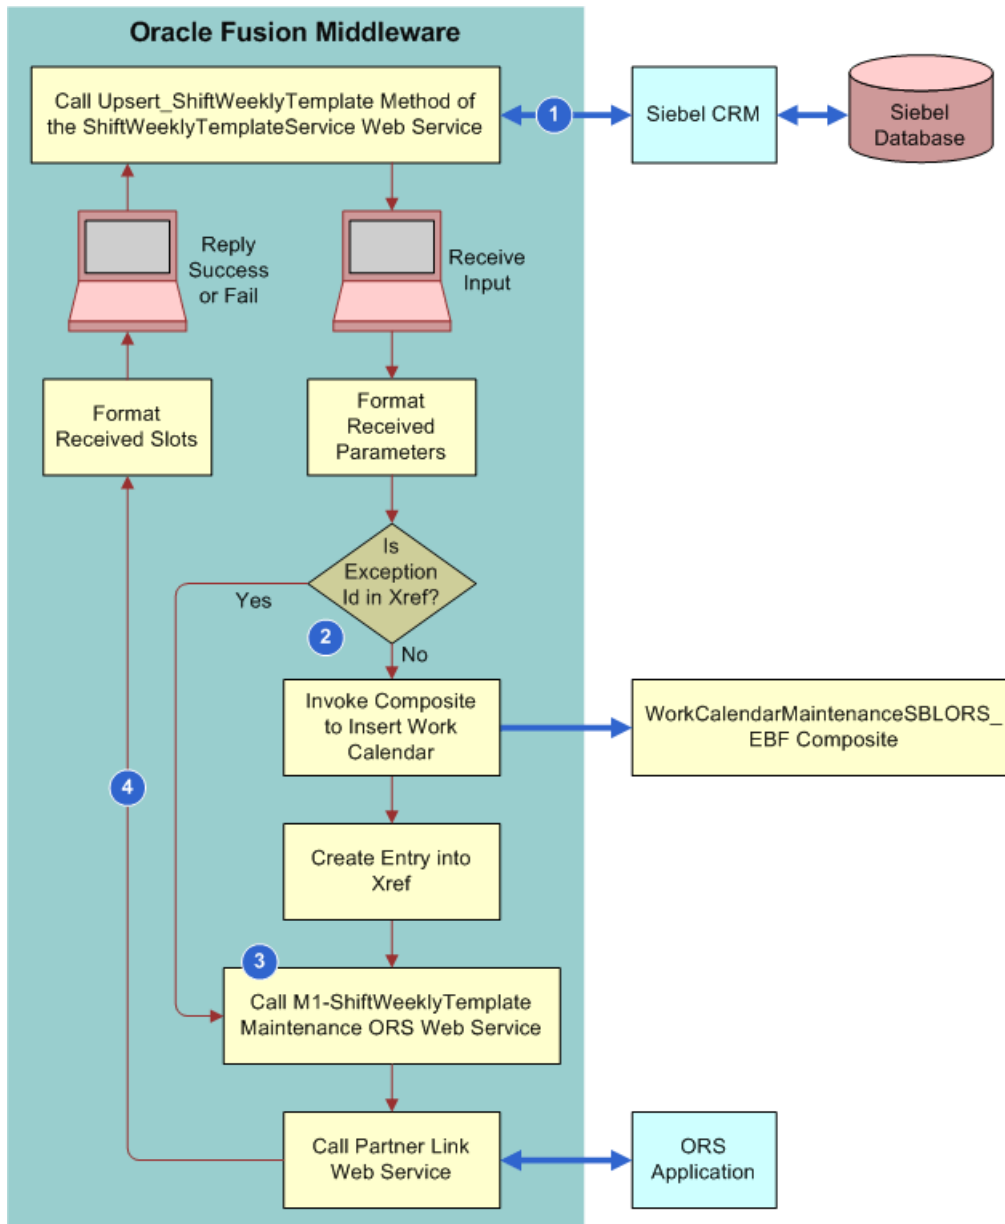 Oracle Fusion Middleware
Call Upsert_ShiftWeeklyTemplate Method of
the ShiftWeeklyTemplateService Web Service
1
Siebel CRM
Siebel
Database
Reply
Success
or Fail
Receive
Input
Format
Received Slots
Format
Received
Parameters
Is
Exception
Id in Xref?
Yes
2
No
Invoke Composite
to Insert Work
Calendar
WorkCalendarMaintenanceSBLORS_
EBF Composite
4
Create Entry into
Xref
3
Call M1-ShiftWeeklyTemplate
Maintenance ORS Web Service
Call Partner Link
Web Service
ORS
Application